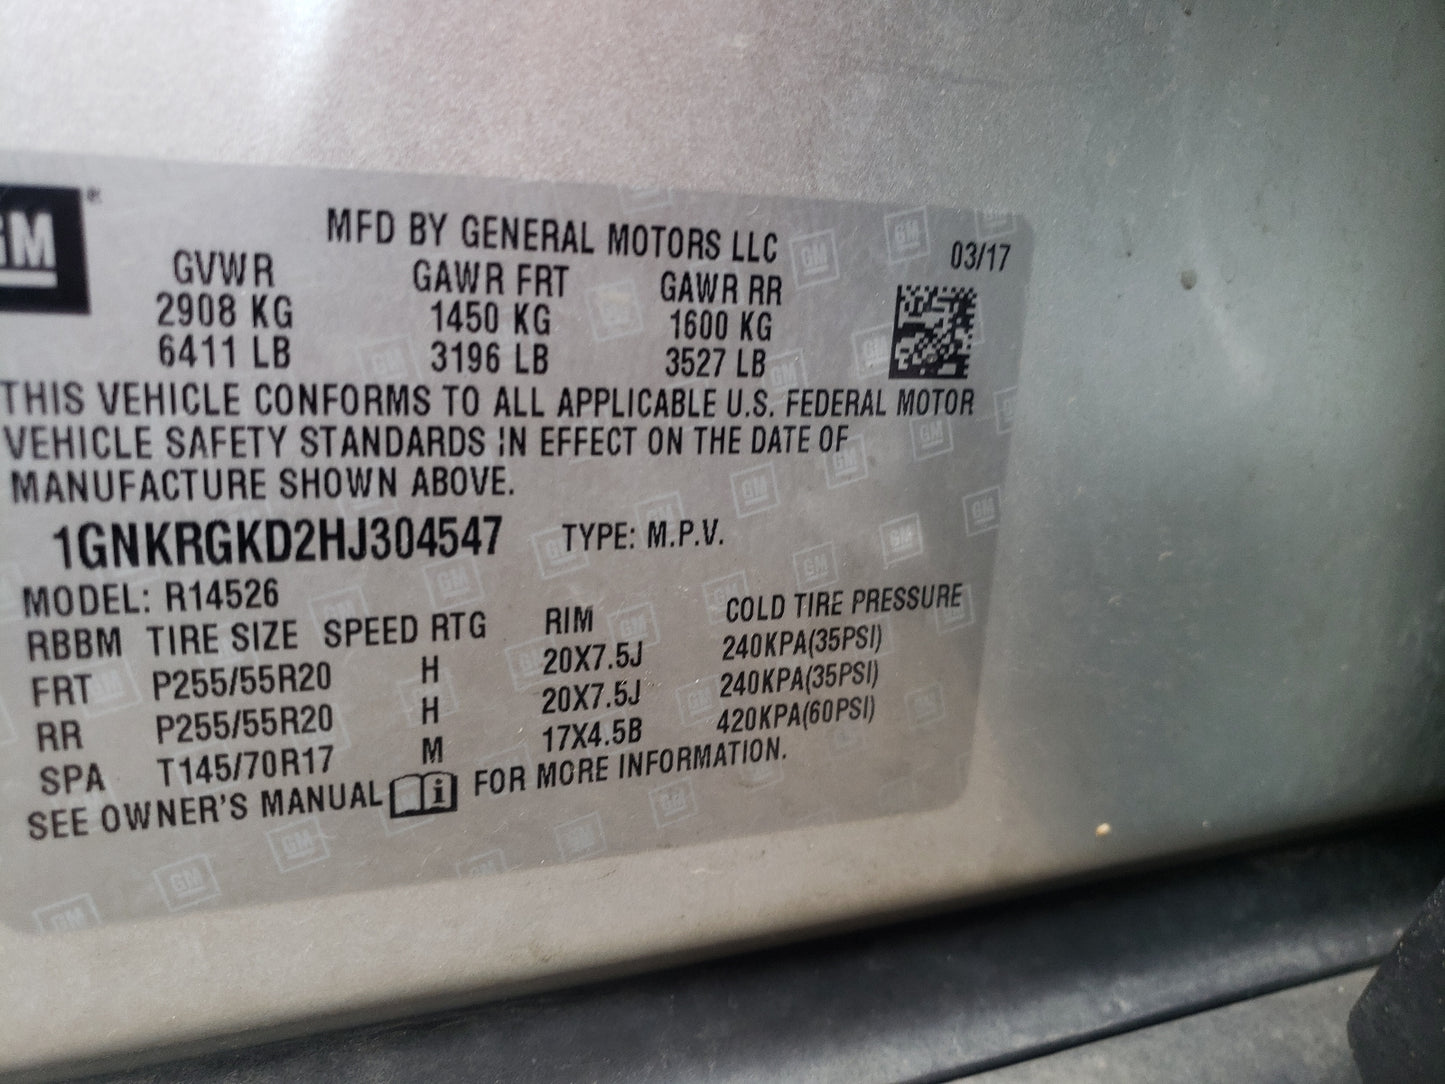 GM
MFD BY GENERAL MOTORS LLC
03/17
GVWR GAWR FRT GAWR RR
2908 KG 1450 KG 1600 KG
6411 LB 3196 LB 3527 LB
THIS VEHICLE CONFORMS TO ALL APPLICABLE U.S. FEDERAL MOTOR
VEHICLE SAFETY STANDARDS IN EFFECT ON THE DATE OF
MANUFACTURE SHOWN ABOVE.
1GNKRGKD2HJ304547 TYPE: M.P.V.
MODEL: R14526
RBBM TIRE SIZE SPEED RTG RIM COLD TIRE PRESSURE
FRT P255/55R20 H 20X7.5J 240KPA(35PSI)
RR P255/55R20 H 20X7.5J 240KPA(35PSI)
SPA T145/70R17 M 17X4.5B 420KPA(60PSI)
SEE OWNER'S MANUAL i FOR MORE INFORMATION.